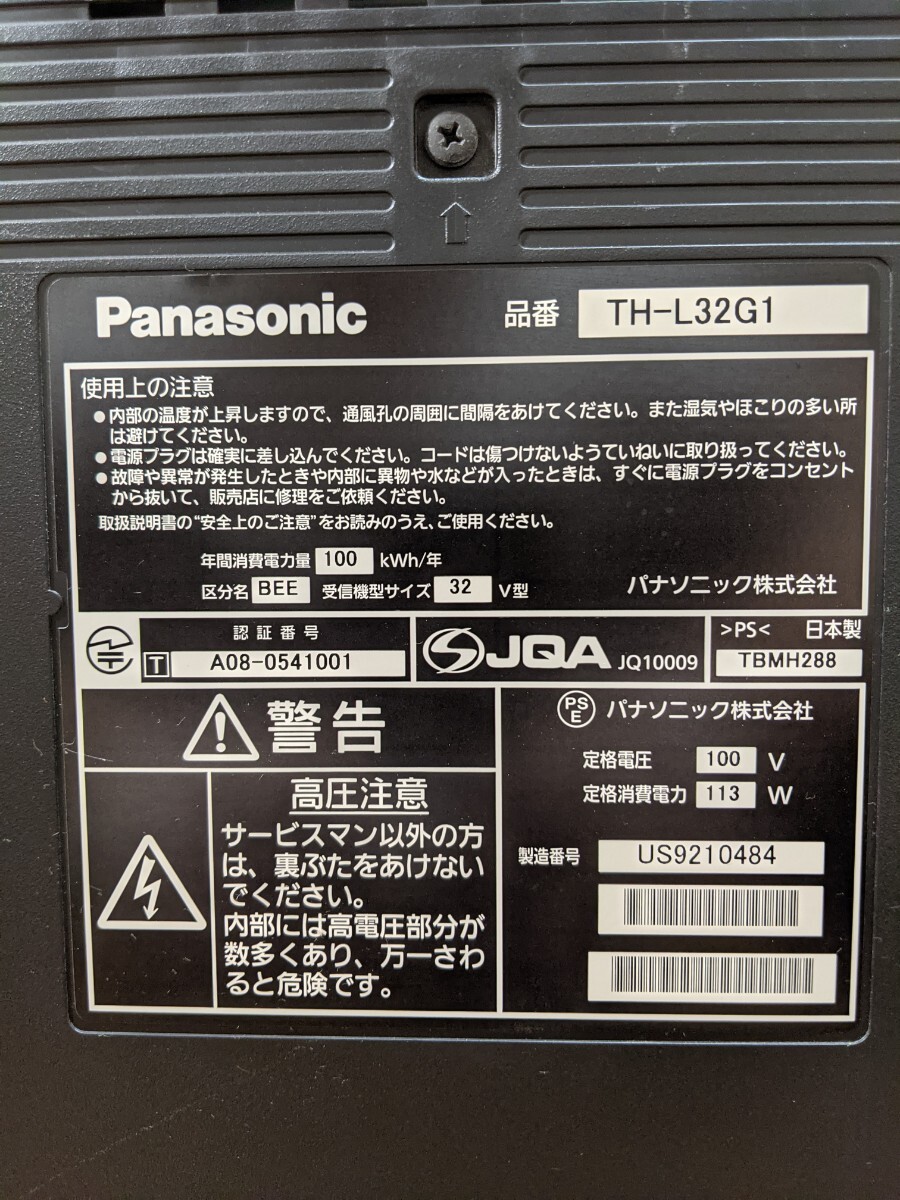 Panasonic
品番 TH-L32G1
使用上の注意
●内部の温度が上昇しますので、通風孔の周囲に間隔をあけてください。また湿気やほこりの多い所
は避けてください。
●電源プラグは確実に差し込んでください。コードは傷つけないようていねいに取り扱ってください。
●故障や異常が発生したときや内部に異物や水などが入ったときは、すぐに電源プラグをコンセント
から抜いて、販売店に修理をご依頼ください。
取扱説明書の"安全上のご注意"をお読みのうえ、ご使用ください。
年間消費電力量 100 kWh/年
区分名 BEE 受信機型サイズ 32 V型
パナソニック株式会社
認証番号
T A08-0541001
JQA JQ10009
>PS< 日本製
TBMH288
警告
高圧注意
サービスマン以外の方
は、裏ぶたをあけない
でください。
内部には高電圧部分が
数多くあり、万一さわ
ると危険です。
PSE パナソニック株式会社
定格電圧 100 V
定格消費電力 113 W
製造番号 US9210484